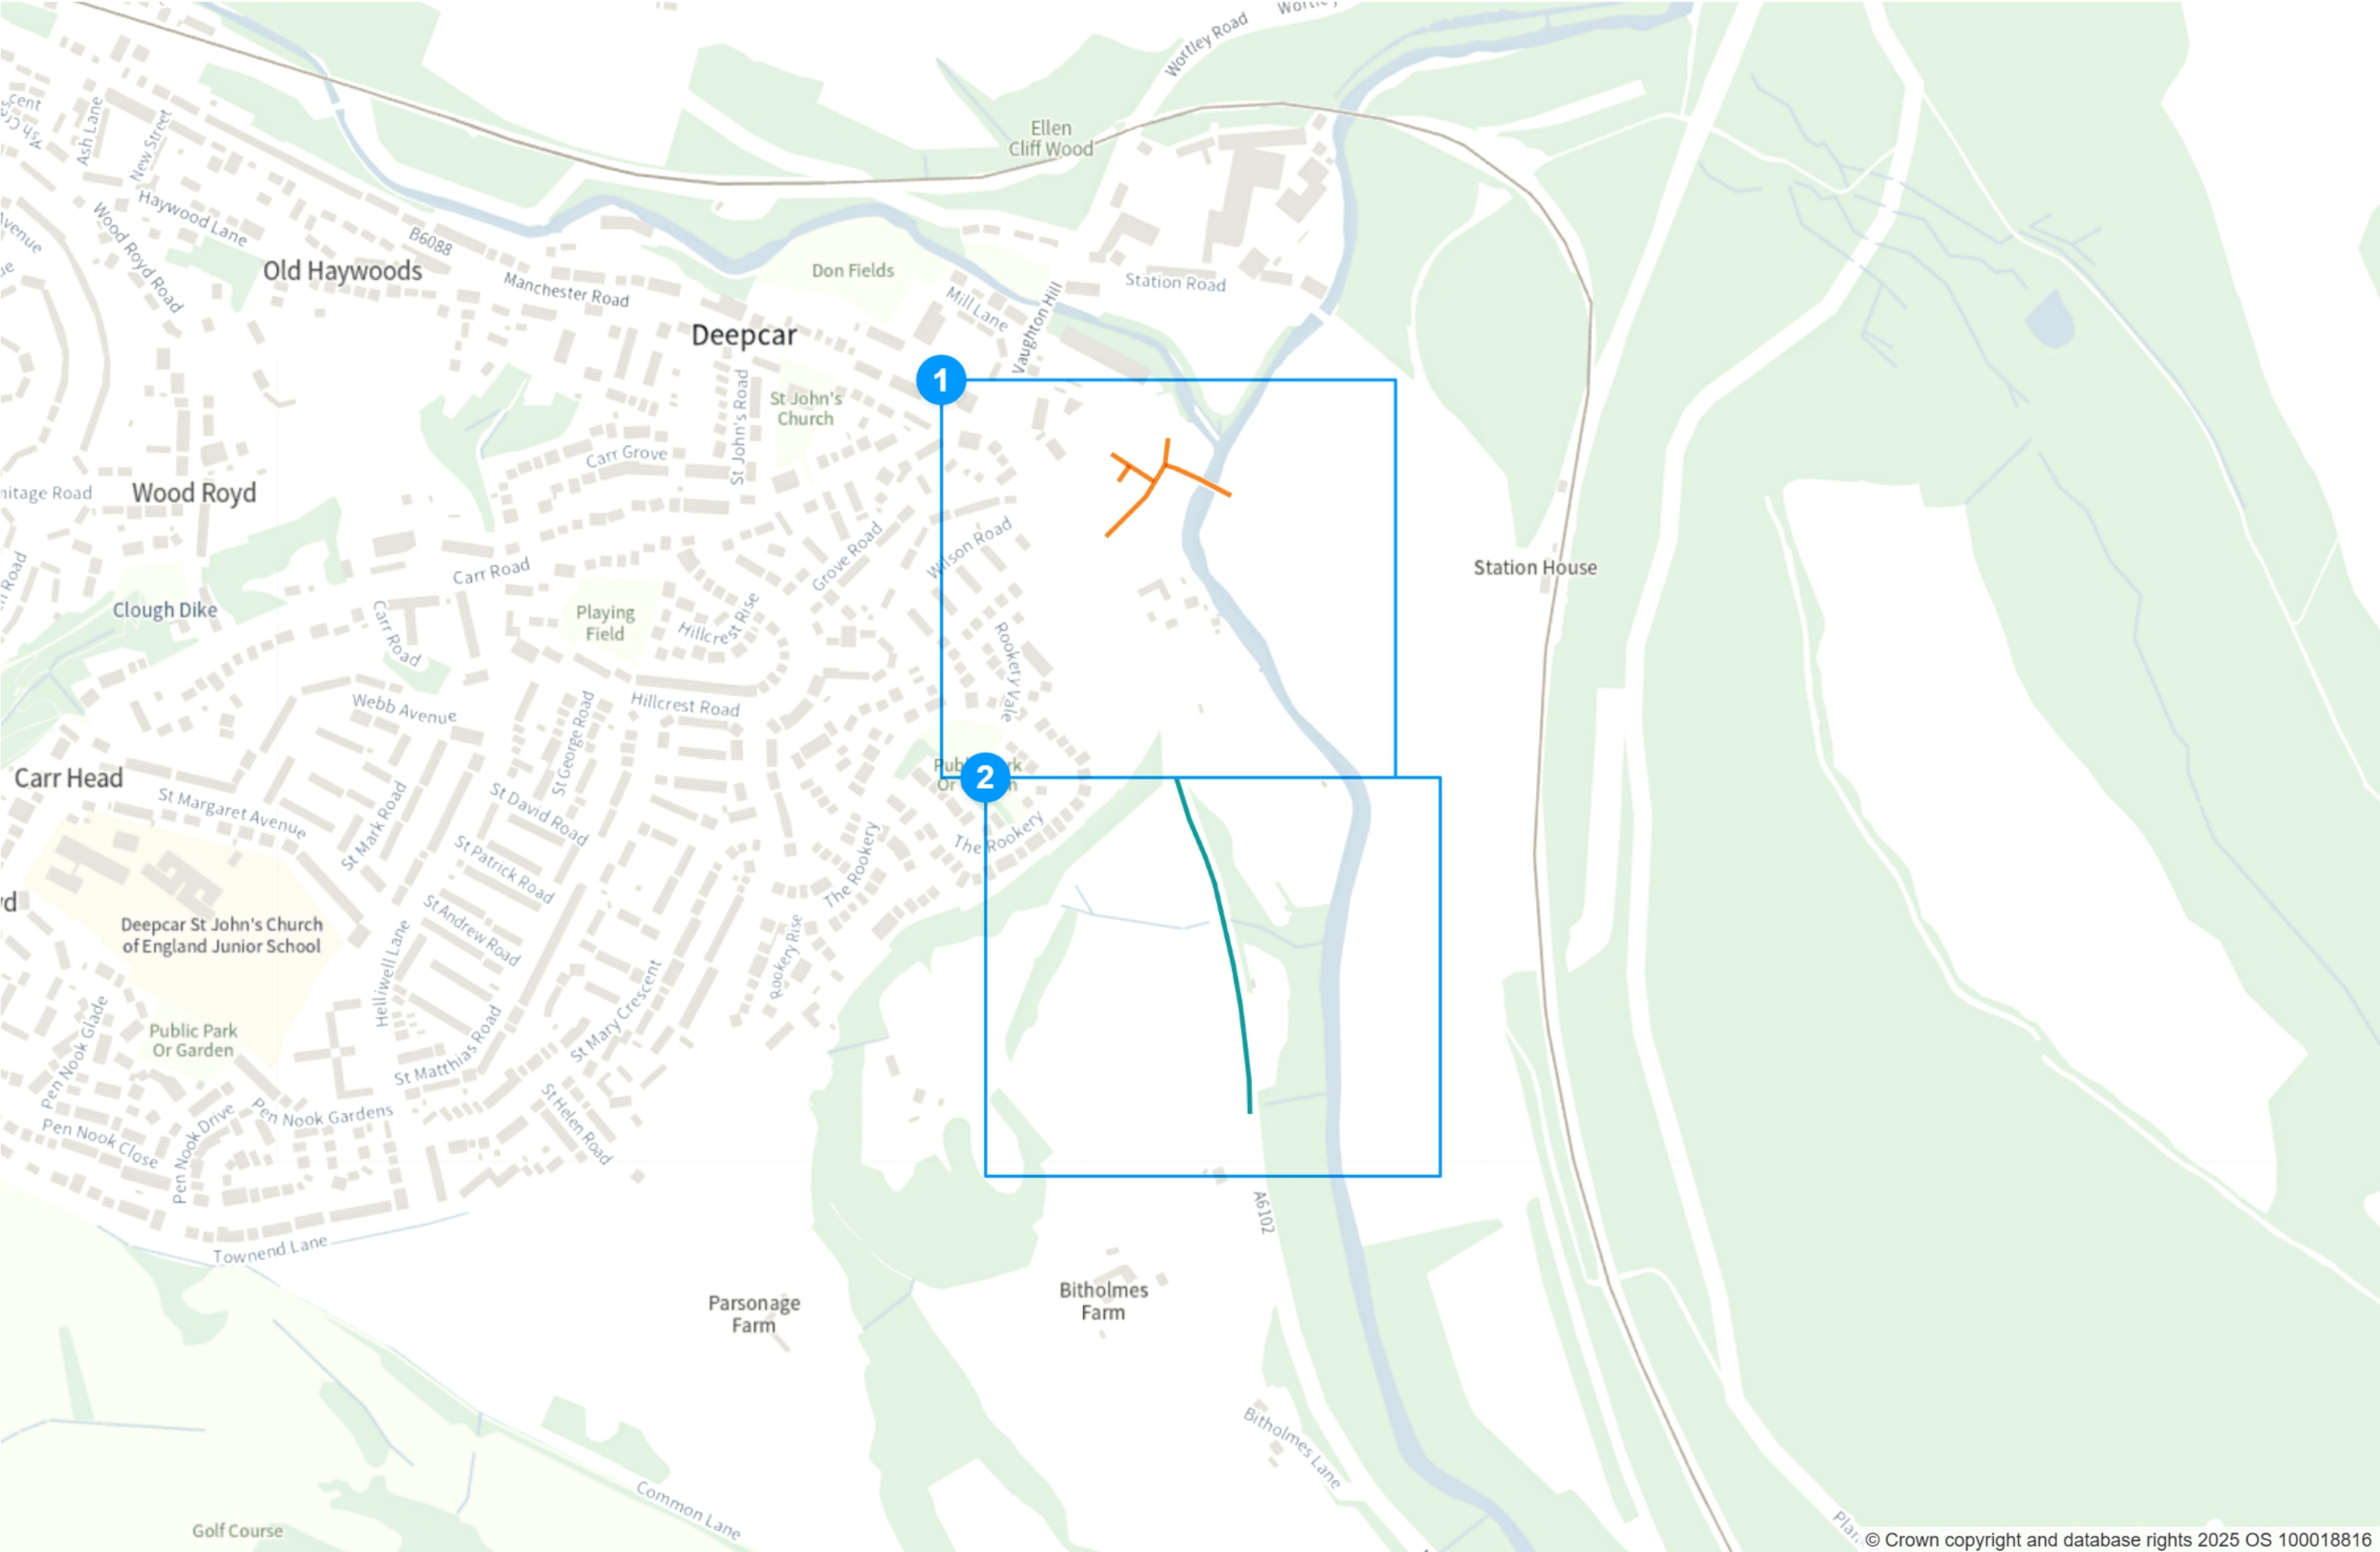 Wortley Road
Ellen
Cliff Wood
Ash Lane
New Street
Haywood Lane
Wood Royd Road
B6088
Old Haywoods
Manchester Road
Don Fields
Mill Lane
Vaughton Hill
Station Road
Deepcar
1
St John's
Church
St John's Road
Carr Grove
Wood Royd
Grove Road
Wilson Road
Carr Road
Station House
Clough Dike
Playing
Field
Carr Road
Hillcrest Rise
Rookery Vale
Webb Avenue
St George Road
Hillcrest Road
2
Carr Head
St Margaret Avenue
St Mark Road
St David Road
St Patrick Road
The Rookery
The Rookery
Deepcar St John's Church
of England Junior School
St Andrew Road
Helliwell Lane
Rookery Rise
St Mary Crescent
Public Park
Or Garden
Pen Nook Glade
St Matthias Road
Pen Nook Gardens
Pen Nook Drive
Pen Nook Close
St Helen Road
A6102
Townend Lane
Parsonage
Farm
Bitholmes
Farm
Bitholmes Lane
Common Lane
Golf Course
© Crown copyright and database rights 2025 OS 100018816